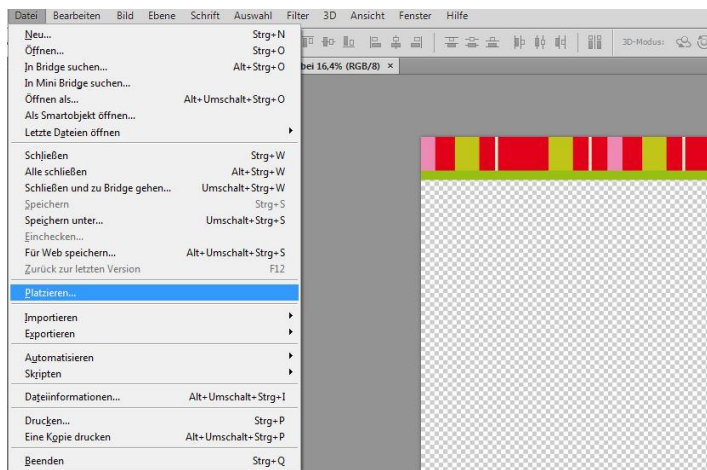 Datei Bearbeiten Bild Ebene Schrift Auswahl Filter 3D Ansicht Fenster Hilfe
3D-Modus:
bei 16,4% (RGB/8) ×
Neu... Strg+N
Öffnen... Strg+O
In Bridge suchen... Alt+Strg+O
In Mini Bridge suchen...
Öffnen als... Alt+Umschalt+Strg+O
Als Smartobjekt öffnen...
Letzte Dateien öffnen
Schließen Strg+W
Alle schließen Alt+Strg+W
Schließen und zu Bridge gehen... Umschalt+Strg+W
Speichern Strg+S
Speichern unter... Umschalt+Strg+S
Einchecken...
Für Web speichern... Alt+Umschalt+Strg+S
Zurück zur letzten Version F12
Platzieren...
Importieren
Exportieren
Automatisieren
Skripten
Dateiinformationen... Alt+Umschalt+Strg+I
Drucken... Strg+P
Eine Kopie drucken Alt+Umschalt+Strg+P
Beenden Strg+Q